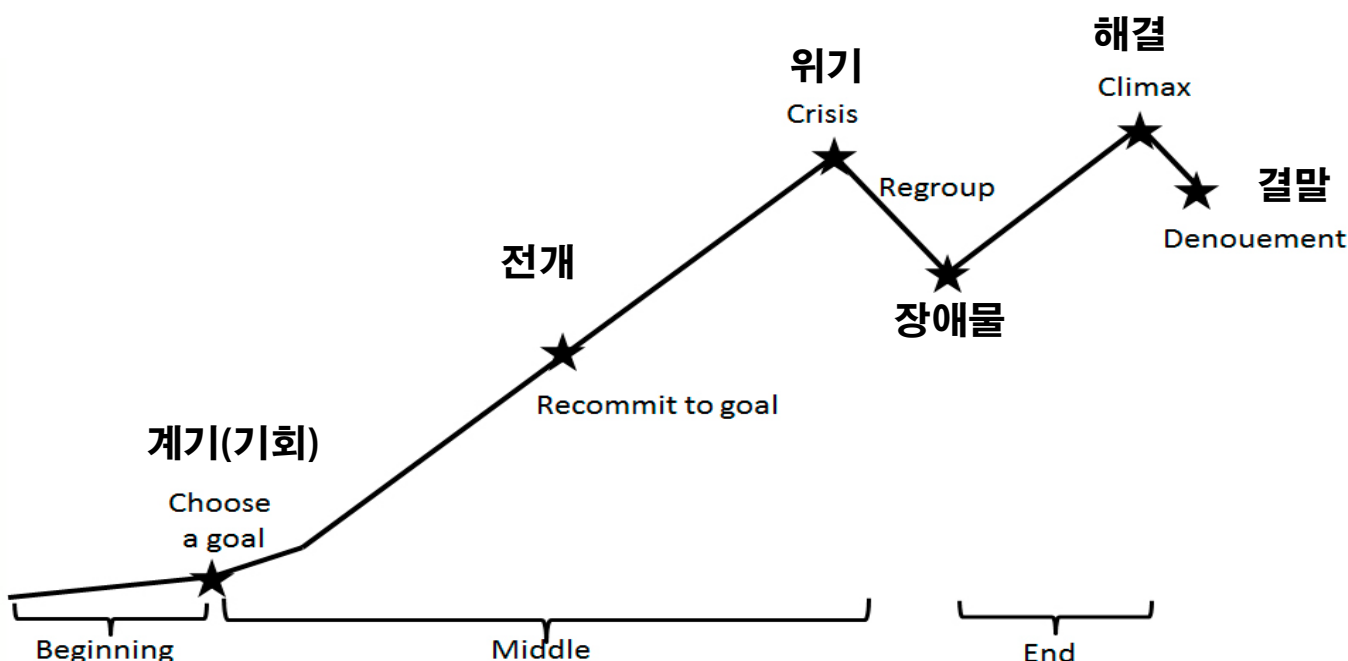 해결
Climax
위기
Crisis
Regroup
결말
Denouement
전개
장애물
Recommit to goal
계기(기회)
Choose
a goal
Beginning
Middle
End